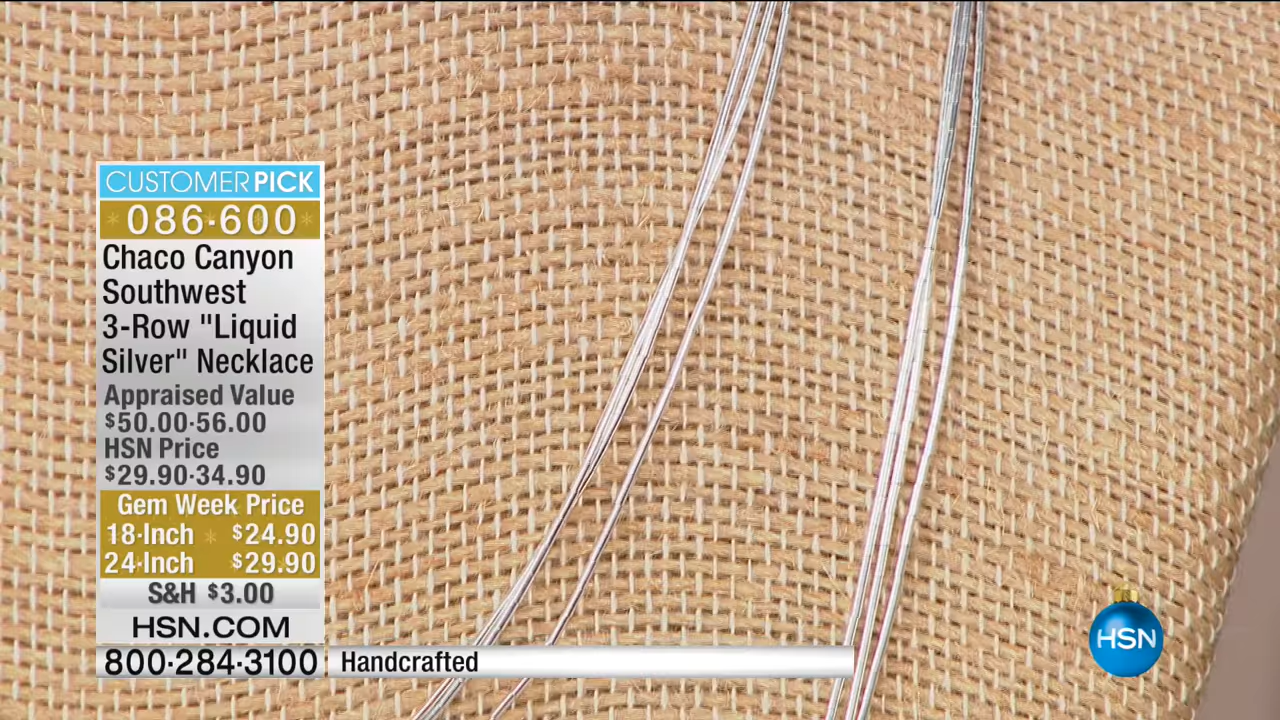 CUSTOMERPICK
086-600
Chaco Canyon
Southwest
3-Row "Liquid
Silver" Necklace
Appraised Value
$50.00-56.00
HSN Price
$29.90-34.90
Gem Week Price
18-Inch $24.90
24-Inch $29.90
S&H $3.00
HSN.COM
800-284-3100
Handcrafted
HSN